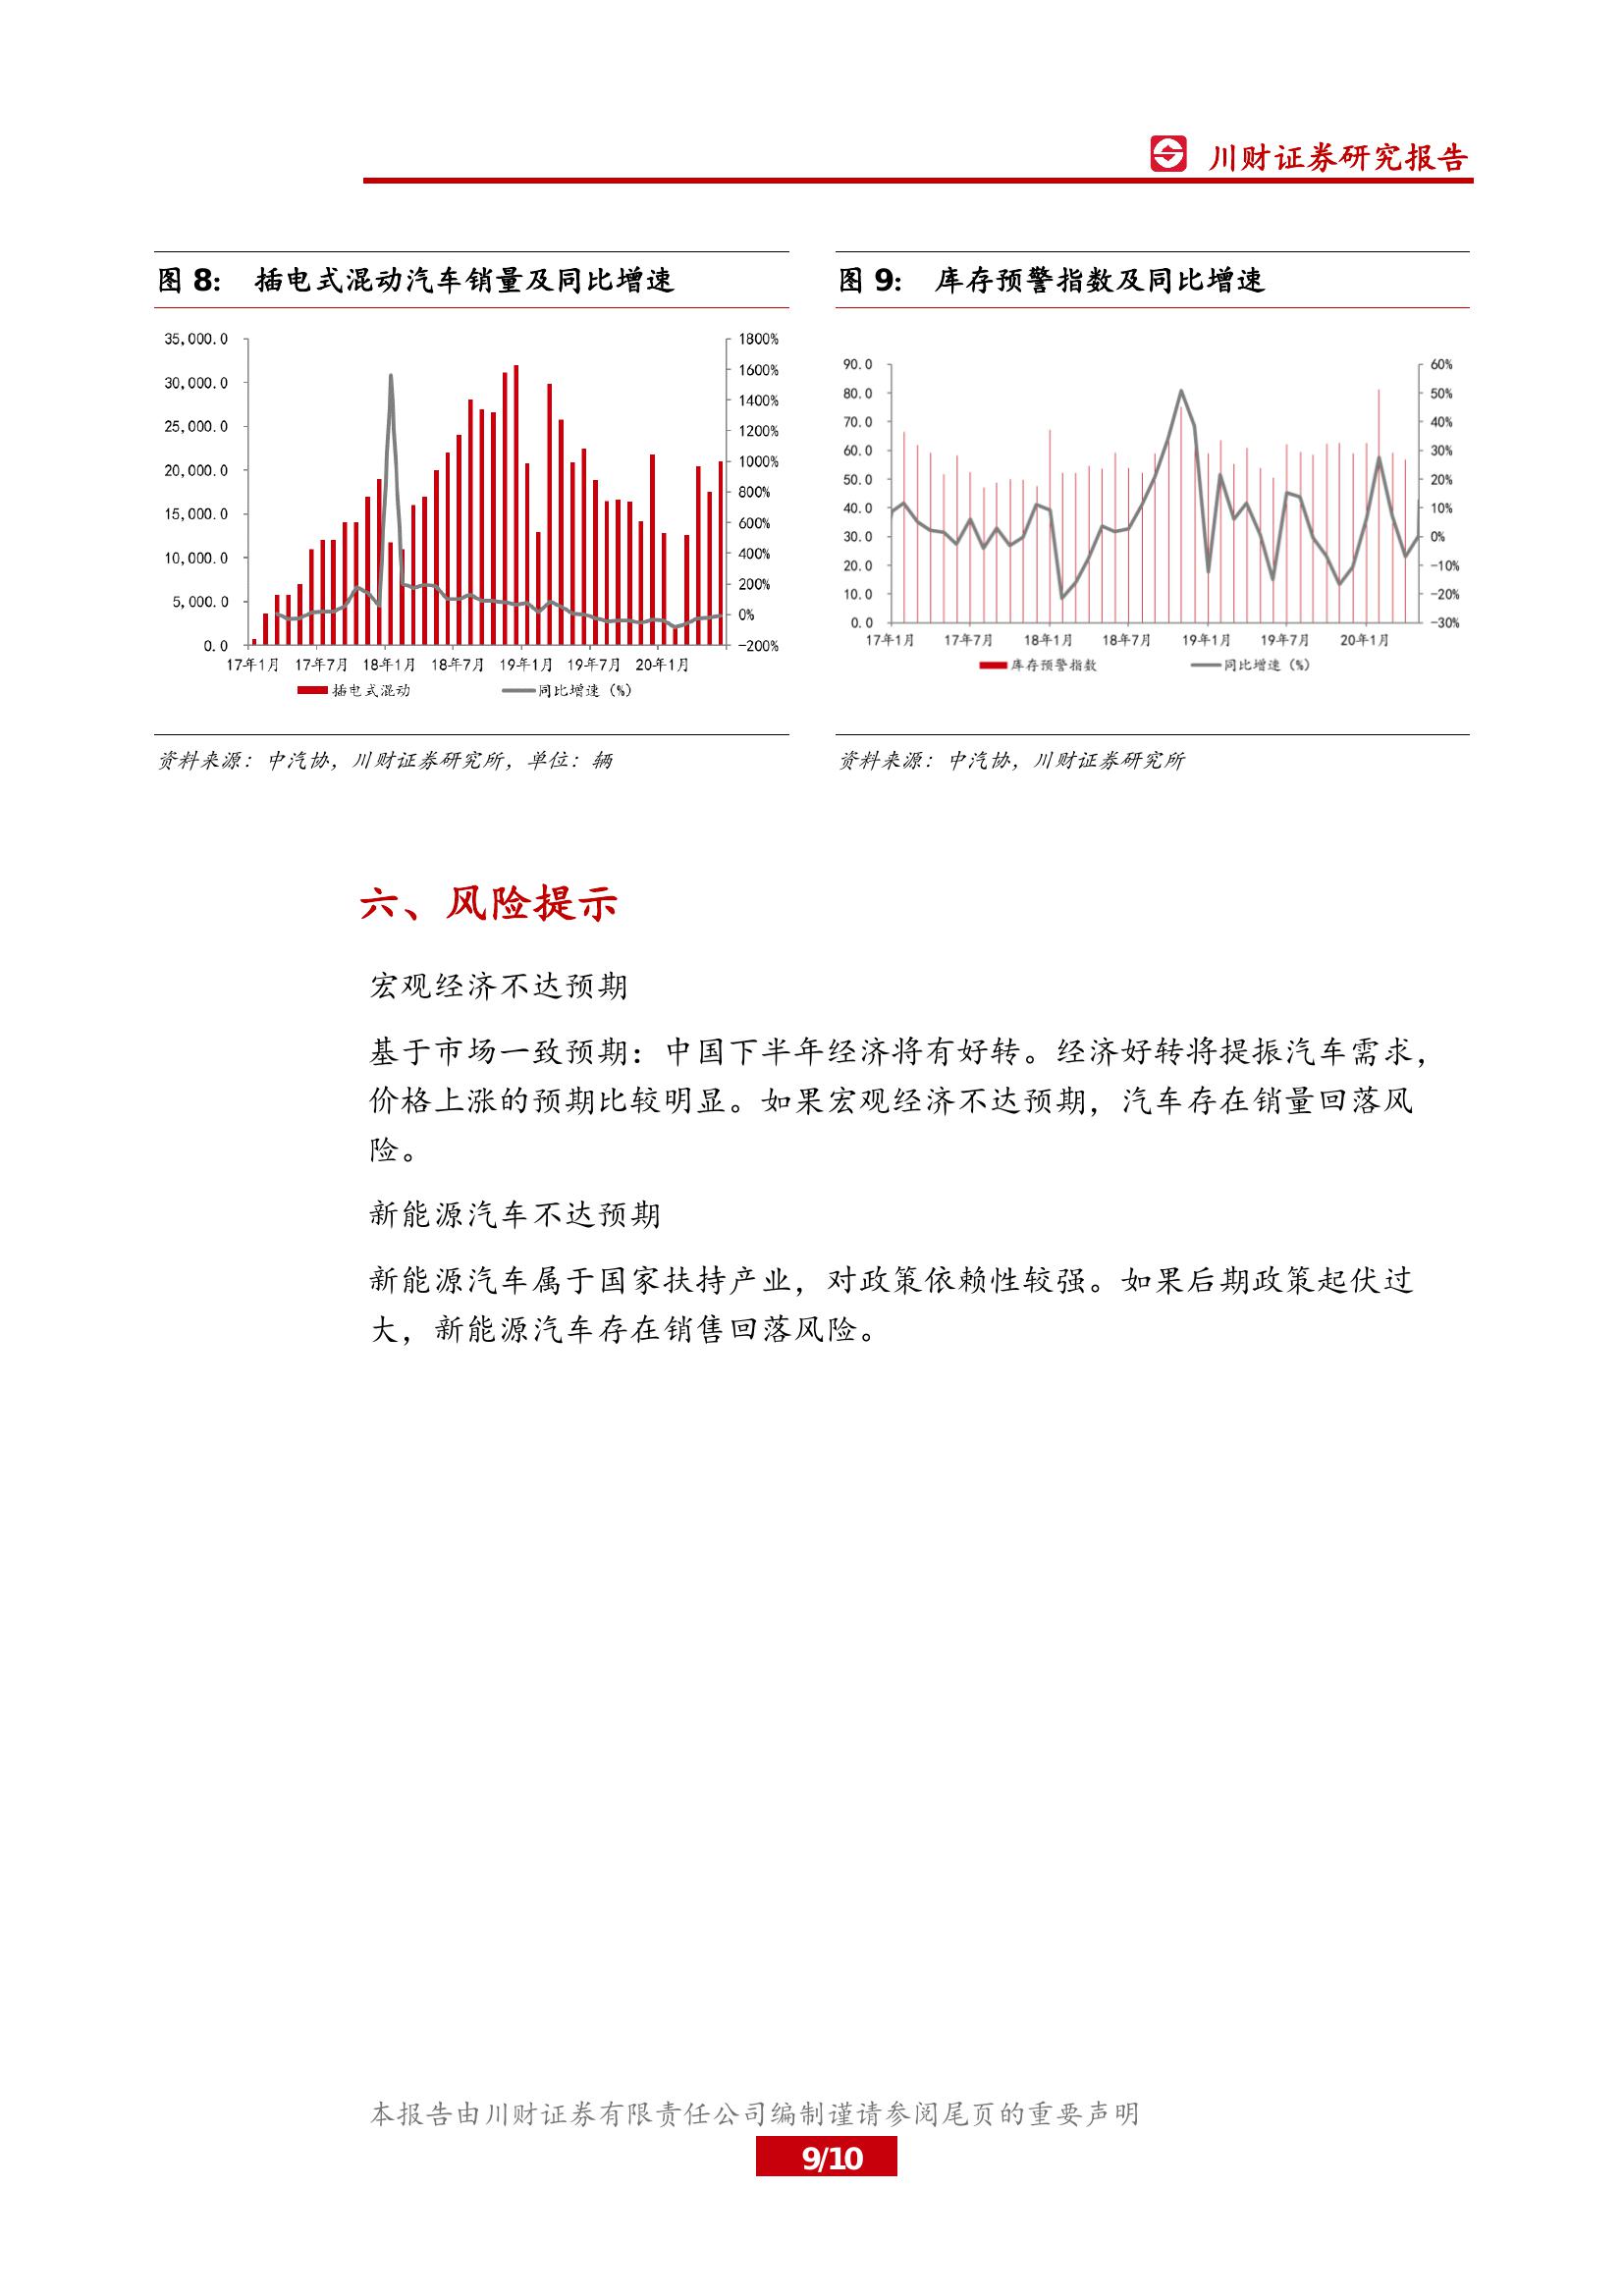 川财证券研究报告
图 8： 插电式混动汽车销量及同比增速
35,000.0
30,000.0
25,000.0
20,000.0
15,000.0
10,000.0
5,000.0
0.0
1800%
1600%
1400%
1200%
1000%
800%
600%
400%
200%
0%
-200%
17年1月 17年7月 18年1月 18年7月 19年1月 19年7月 20年1月
插电式混动 同比增速（%）
资料来源：中汽协，川财证券研究所，单位：辆
图 9： 库存预警指数及同比增速
90.0
80.0
70.0
60.0
50.0
40.0
30.0
20.0
10.0
0.0
60%
50%
40%
30%
20%
10%
0%
-10%
-20%
-30%
17年1月 17年7月 18年1月 18年7月 19年1月 19年7月 20年1月
库存预警指数 同比增速（%）
资料来源：中汽协，川财证券研究所
六、风险提示
宏观经济不达预期
基于市场一致预期：中国下半年经济将有好转。经济好转将提振汽车需求，
价格上涨的预期比较明显。如果宏观经济不达预期，汽车存在销量回落风
险。
新能源汽车不达预期
新能源汽车属于国家扶持产业，对政策依赖性较强。如果后期政策起伏过
大，新能源汽车存在销售回落风险。
本报告由川财证券有限责任公司编制谨请参阅尾页的重要声明
9/10